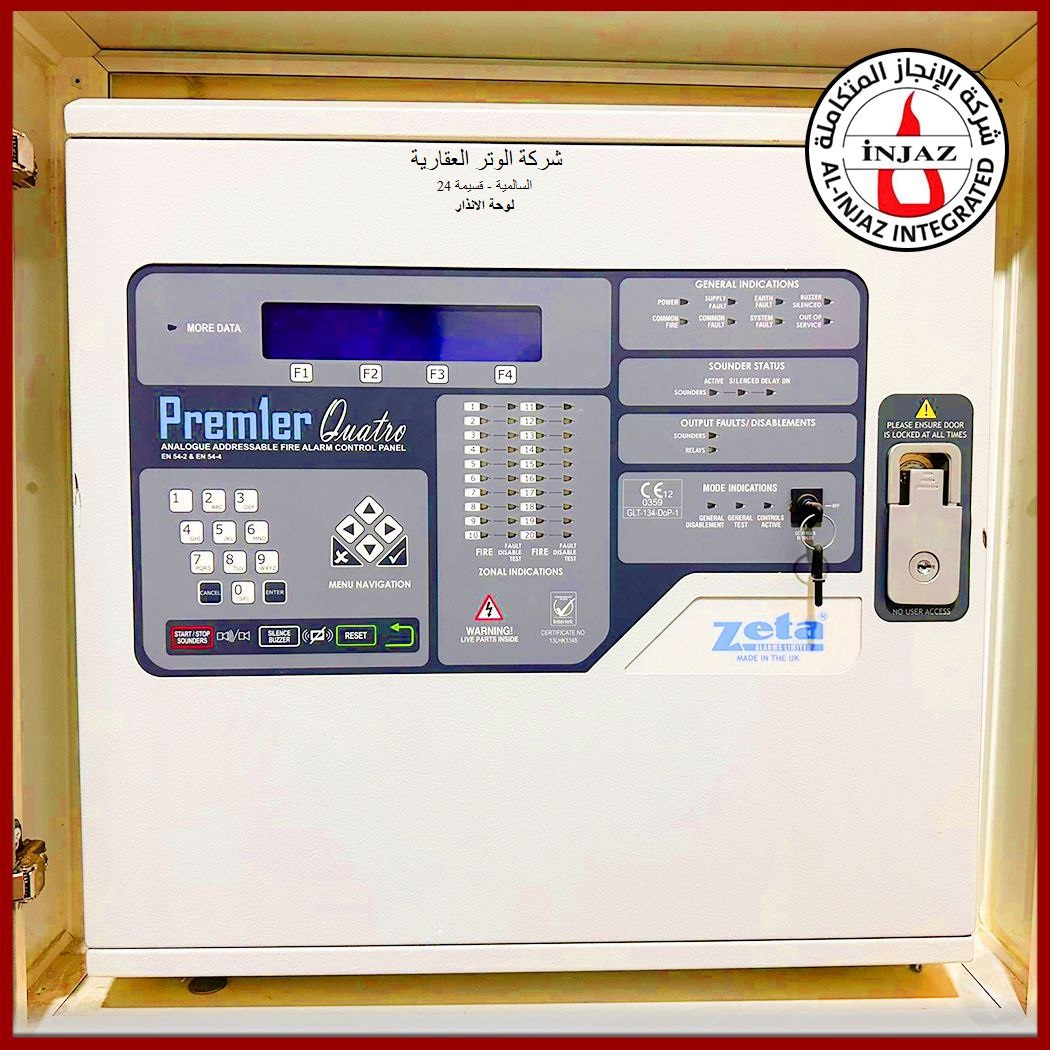 شركة الإنجاز المتكاملة
iNJAZ
AL-INJAZ INTEGRATED
شركة الوتر العقارية
السالمية - قسيمة 24
لوحة الانذار
MORE DATA
F1 F2 F3 F4
Prem1er Quatro
ANALOGUE ADDRESSABLE FIRE ALARM CONTROL PANEL
EN 54-2 & EN 54-4
1 2 ABC 3 DEF
4 GHI 5 JKL 6 MNO
7 PQRS 8 TUV 9 WXYZ
CANCEL 0 ENTER
MENU NAVIGATION
START/STOP
SOUNDERS
SILENCE
BUZZER
RESET
1 11
2 12
3 13
4 14
5 15
6 16
7 17
8 18
9 19
10 20
FIRE FAULT DISABLE TEST FIRE FAULT DISABLE TEST
ZONAL INDICATIONS
WARNING!
LIVE PARTS INSIDE
Intertek
CERTIFICATE NO
13LHK1345
GENERAL INDICATIONS
POWER SUPPLY FAULT EARTH FAULT BUZZER SILENCED
COMMON FIRE COMMON FAULT SYSTEM FAULT OUT OF SERVICE
SOUNDER STATUS
ACTIVE SILENCED DELAY ON
SOUNDERS
OUTPUT FAULTS/DISABLEMENTS
SOUNDERS
RELAYS
CE 12
0359
GLT-134-DoP-1
MODE INDICATIONS
GENERAL DISABLEMENT GENERAL TEST CONTROLS ACTIVE
OFF
zeta®
ALARMS LIMITED
MADE IN THE UK
PLEASE ENSURE DOOR
IS LOCKED AT ALL TIMES
NO USER ACCESS